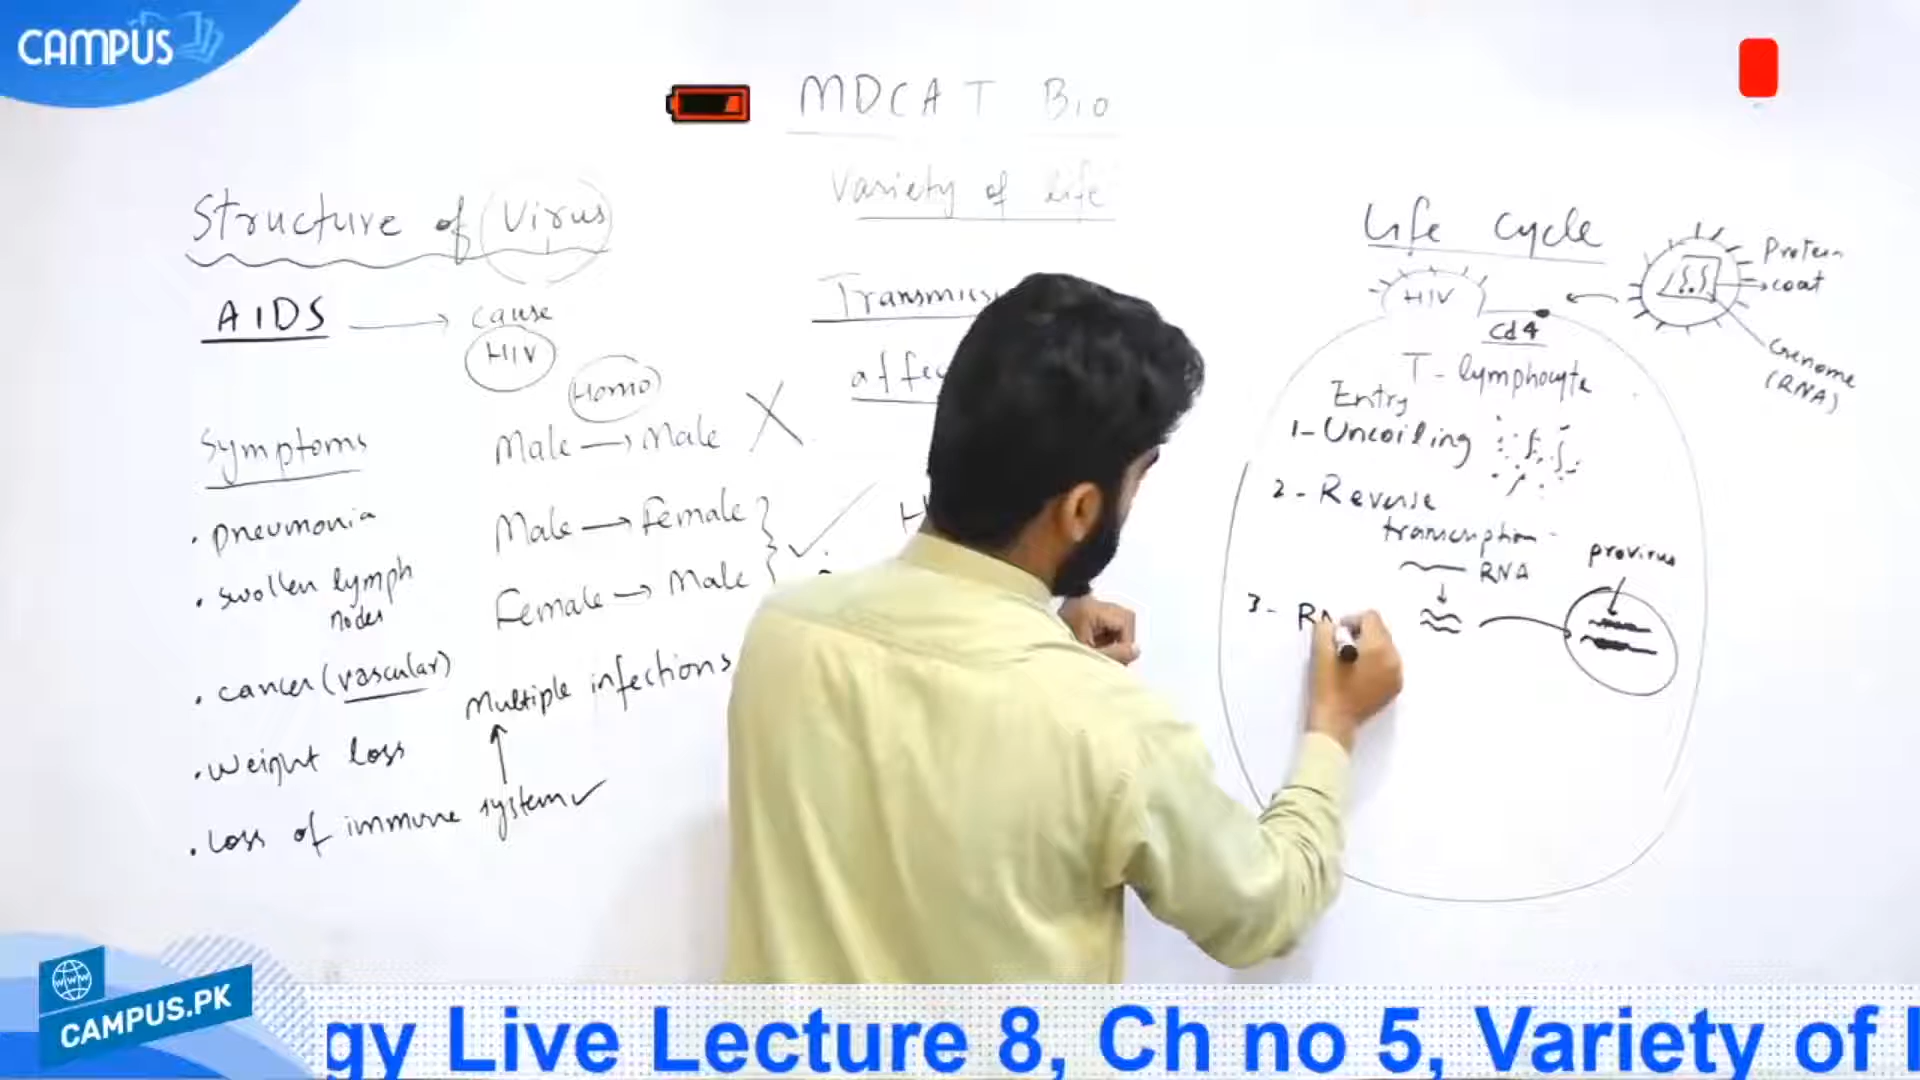 CAMPUS
MDCAT Bio
Variety of life
Structure of Virus
AIDS → cause
HIV
Homo
Symptoms
Male → Male
• pneumonia
Male → Female
• swollen lymph
nodes
Female → Male
• cancer (vascular)
Multiple infections
• Weight loss
• Loss of immune system
Life Cycle
Protein
coat
HIV
Cd4
Genome
(RNA)
T-lymphocyte
Entry
1- Uncoiling
2- Reverse
transcription
RNA
provirus
3-
WWW
CAMPUS.PK
gy Live Lecture 8, Ch no 5, Variety of